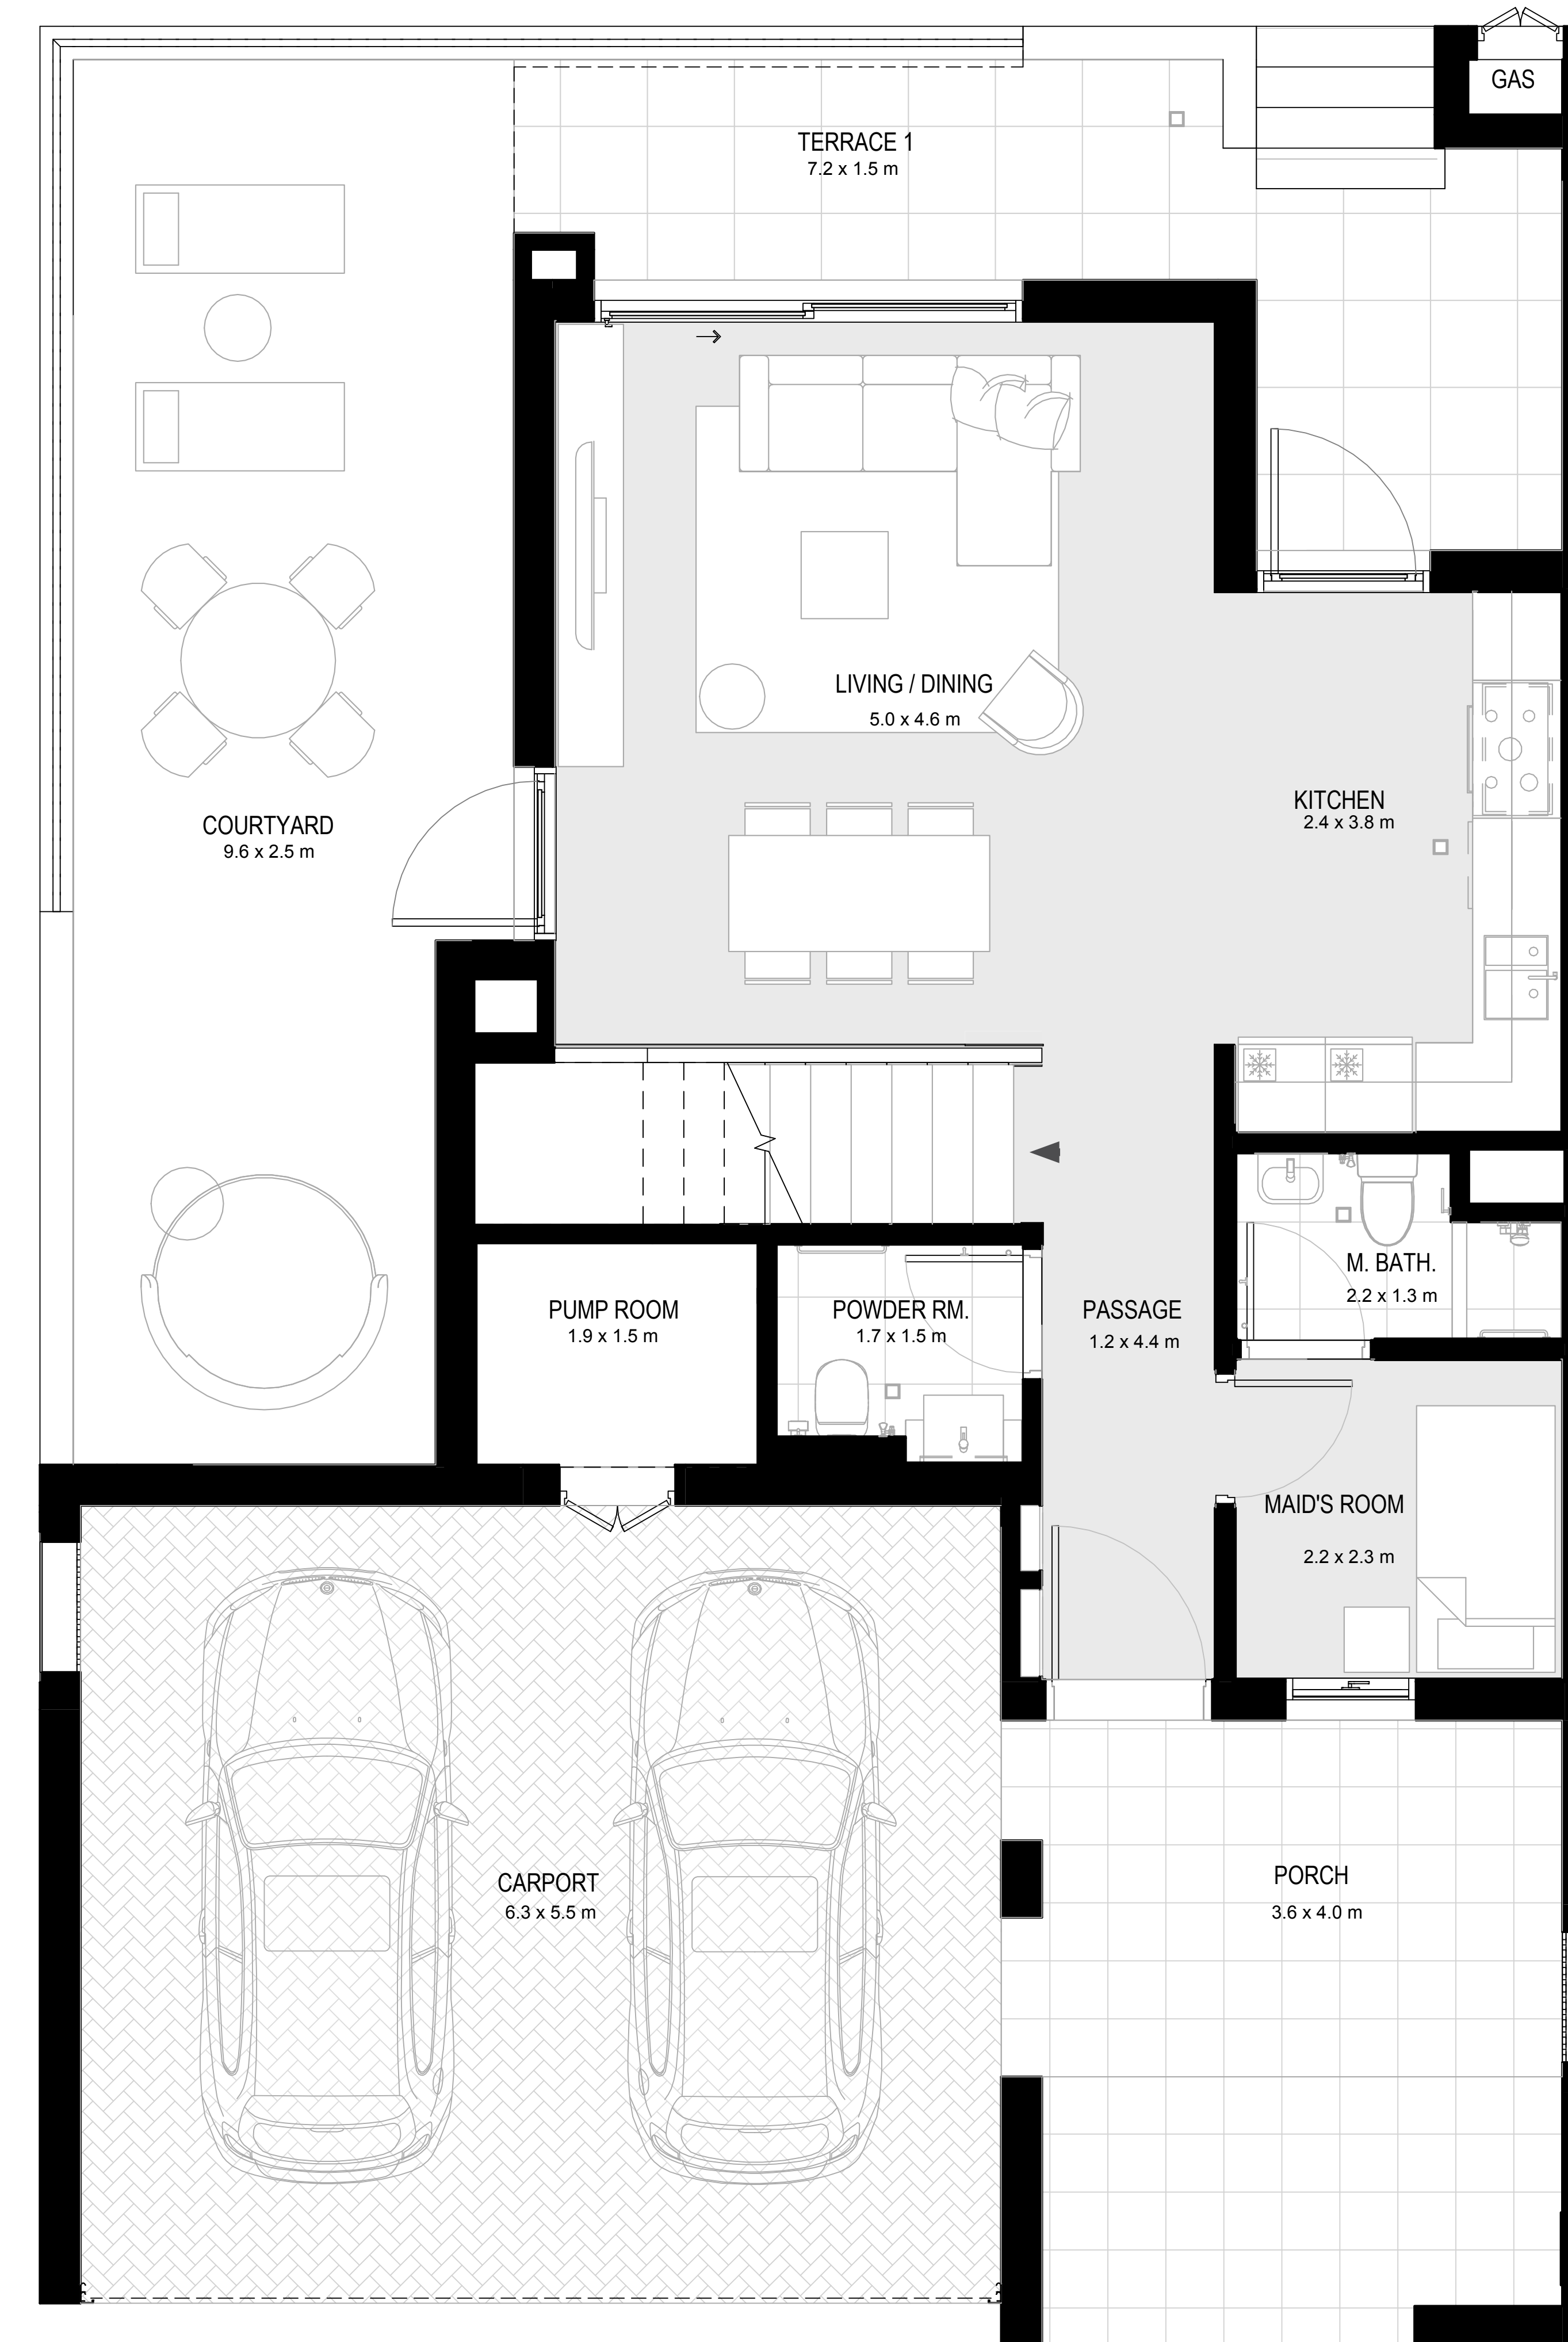 GAS
TERRACE 1
7.2 x 1.5 m
LIVING / DINING
5.0 x 4.6 m
KITCHEN
2.4 x 3.8 m
COURTYARD
9.6 x 2.5 m
M. BATH.
2.2 x 1.3 m
PUMP ROOM
1.9 x 1.5 m
POWDER RM.
1.7 x 1.5 m
PASSAGE
1.2 x 4.4 m
MAID'S ROOM
2.2 x 2.3 m
CARPORT
6.3 x 5.5 m
PORCH
3.6 x 4.0 m